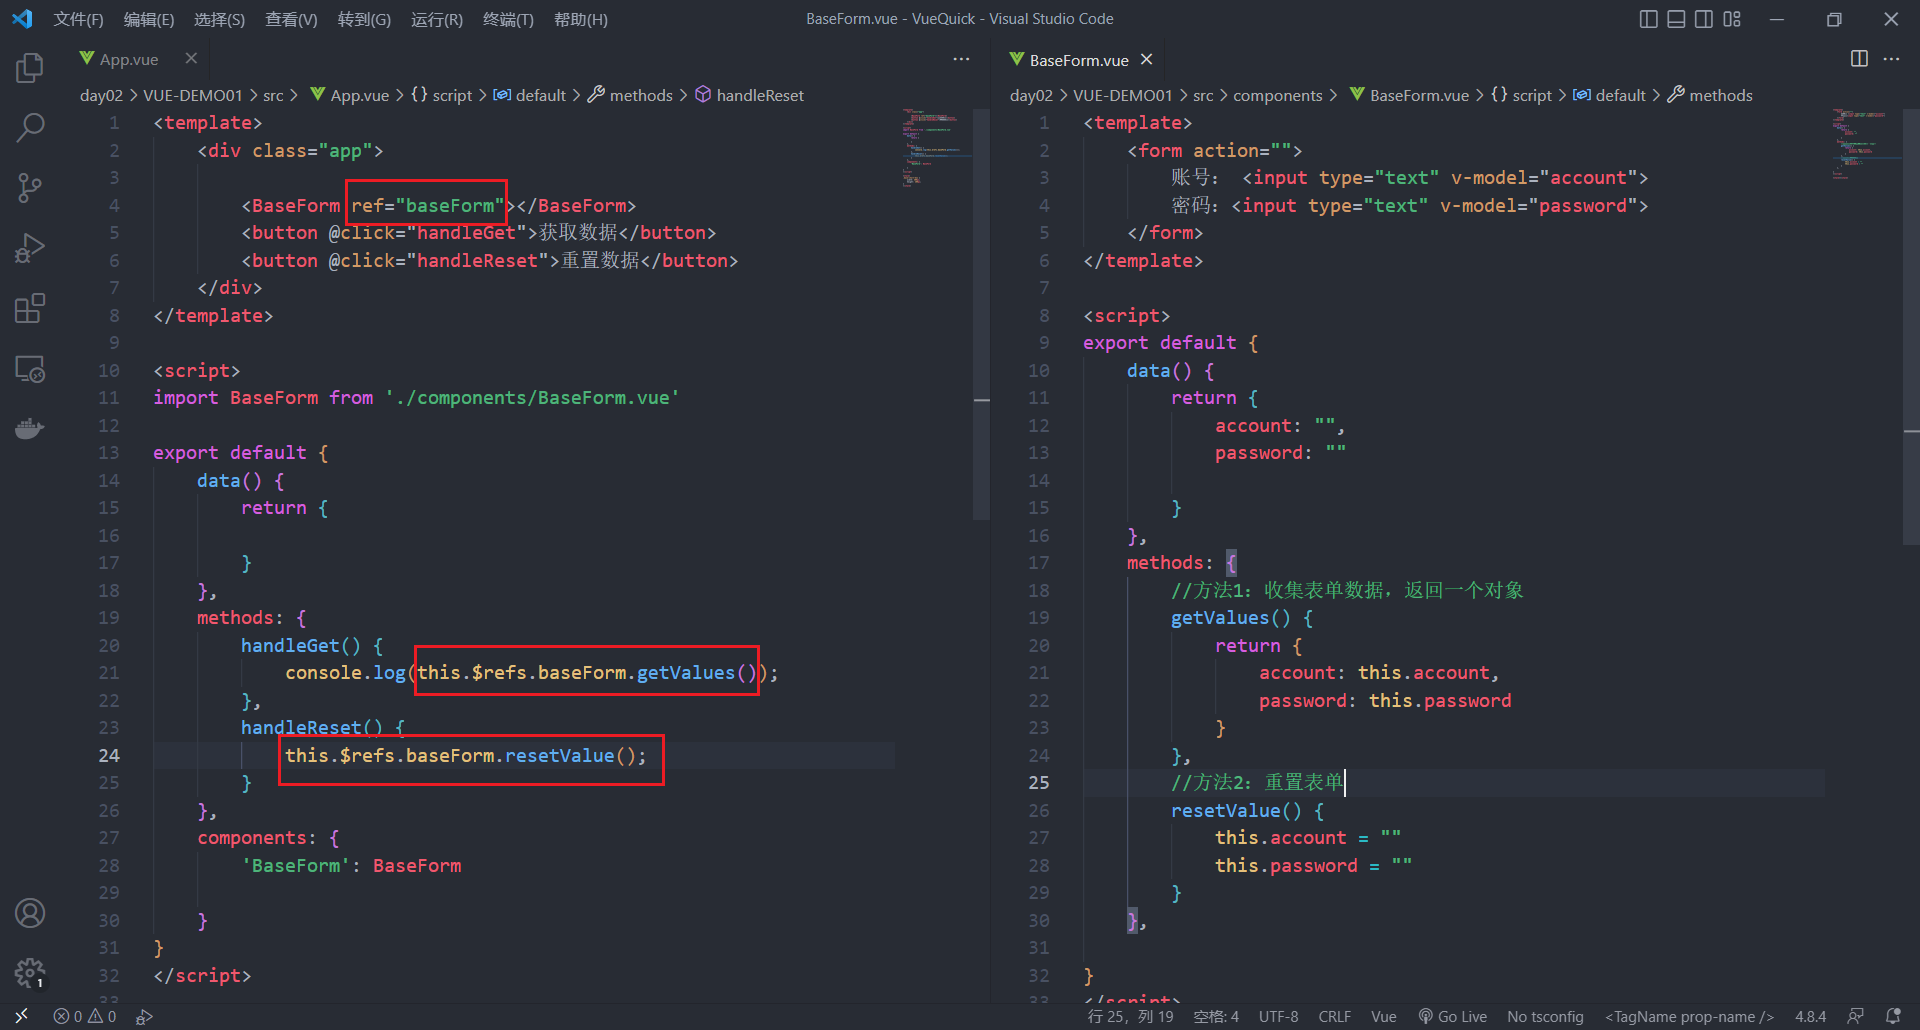 文件(F) 编辑(E) 选择(S) 查看(V) 转到(G) 运行(R) 终端(T) 帮助(H) BaseForm.vue - VueQuick - Visual Studio Code
App.vue
day02 > VUE-DEMO01 > src > App.vue > {} script > default > methods > handleReset
1 <template>
2 <div class="app">
3
4 <BaseForm ref="baseForm"></BaseForm>
5 <button @click="handleGet">获取数据</button>
6 <button @click="handleReset">重置数据</button>
7 </div>
8 </template>
9
10 <script>
11 import BaseForm from './components/BaseForm.vue'
12
13 export default {
14 data() {
15 return {
16
17 }
18 },
19 methods: {
20 handleGet() {
21 console.log(this.$refs.baseForm.getValues());
22 },
23 handleReset() {
24 this.$refs.baseForm.resetValue();
25 }
26 },
27 components: {
28 'BaseForm': BaseForm
29
30 }
31 }
32 </script>
33
BaseForm.vue
day02 > VUE-DEMO01 > src > components > BaseForm.vue > {} script > default > methods
1 <template>
2 <form action="">
3 账号： <input type="text" v-model="account">
4 密码：<input type="text" v-model="password">
5 </form>
6 </template>
7
8 <script>
9 export default {
10 data() {
11 return {
12 account: "",
13 password: ""
14
15 }
16 },
17 methods: {
18 //方法1：收集表单数据，返回一个对象
19 getValues() {
20 return {
21 account: this.account,
22 password: this.password
23 }
24 },
25 //方法2：重置表单
26 resetValue() {
27 this.account = ""
28 this.password = ""
29 }
30 },
31
32 }
33 </script>
1
0 0 行 25，列 19 空格: 4 UTF-8 CRLF Vue Go Live No tsconfig <TagName prop-name /> 4.8.4